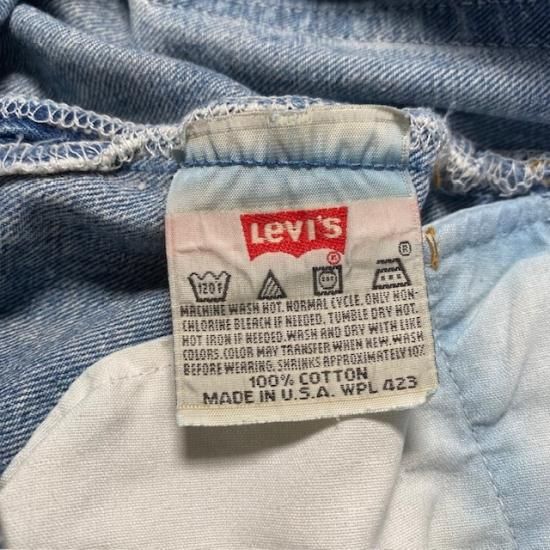 Levi's
®
®
120F
MACHINE WASH HOT. NORMAL CYCLE. ONLY NON-
CHLORINE BLEACH IF NEEDED. TUMBLE DRY HOT.
HOT IRON IF NEEDED. WASH AND DRY WITH LIKE
COLORS. COLOR MAY TRANSFER WHEN NEW. WASH
BEFORE WEARING. SHRINKS APPROXIMATELY 10%
100% COTTON
MADE IN U.S.A. WPL 423